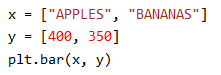 x = ["APPLES", "BANANAS"]
y = [400, 350]
plt.bar(x, y)